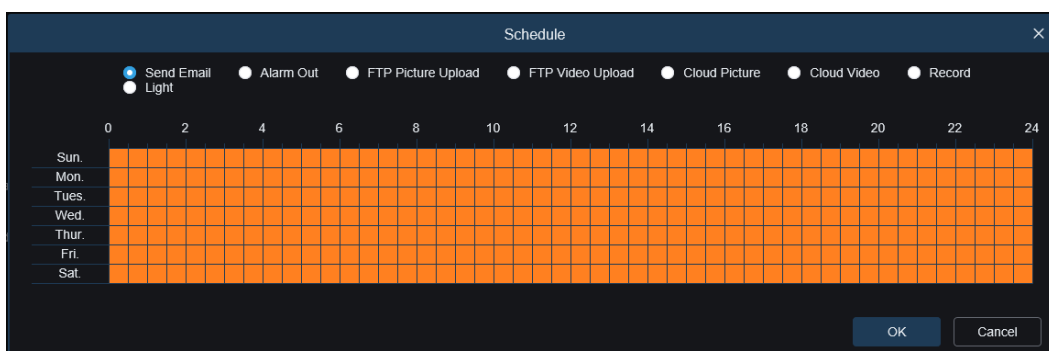 Schedule
Send Email Alarm Out FTP Picture Upload FTP Video Upload Cloud Picture Cloud Video Record
Light
0 2 4 6 8 10 12 14 16 18 20 22 24
Sun.
Mon.
Tues.
Wed.
Thur.
Fri.
Sat.
OK Cancel